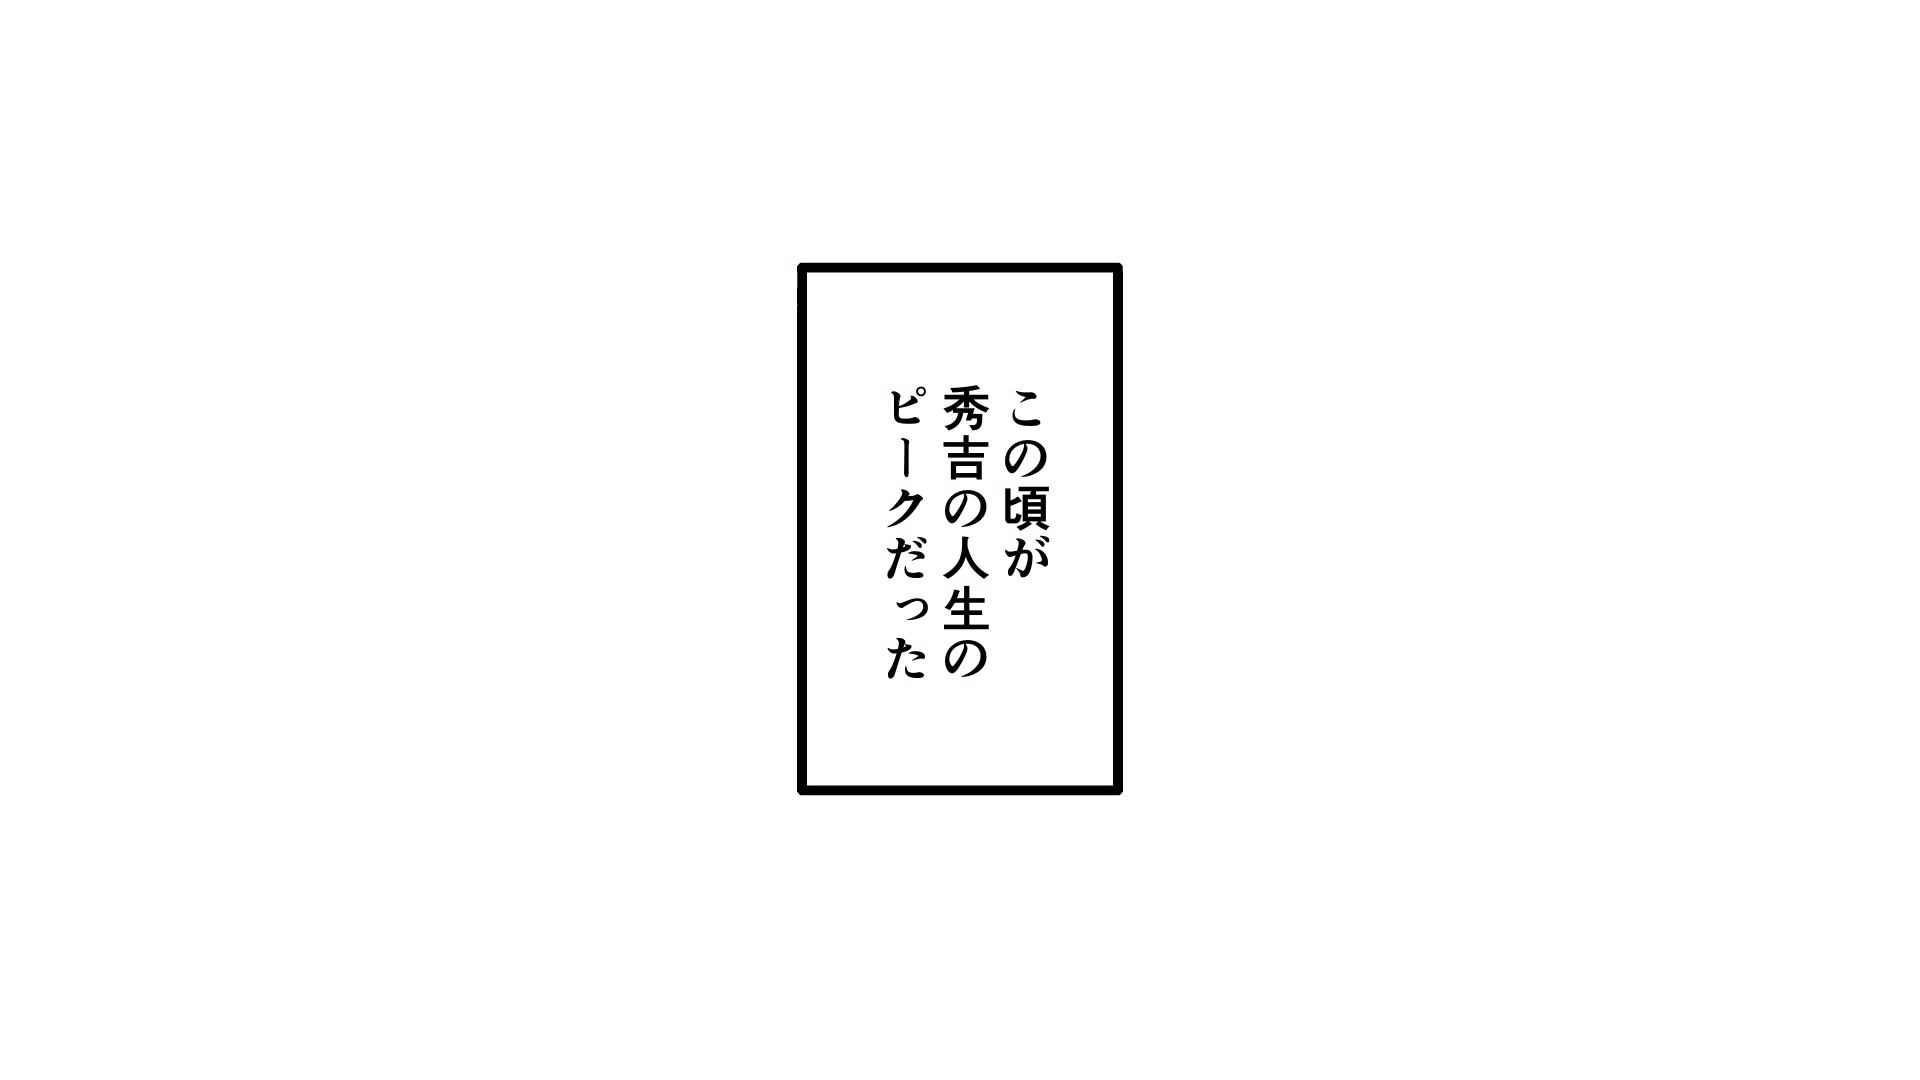 この頃が
秀吉の人生の
ピークだった